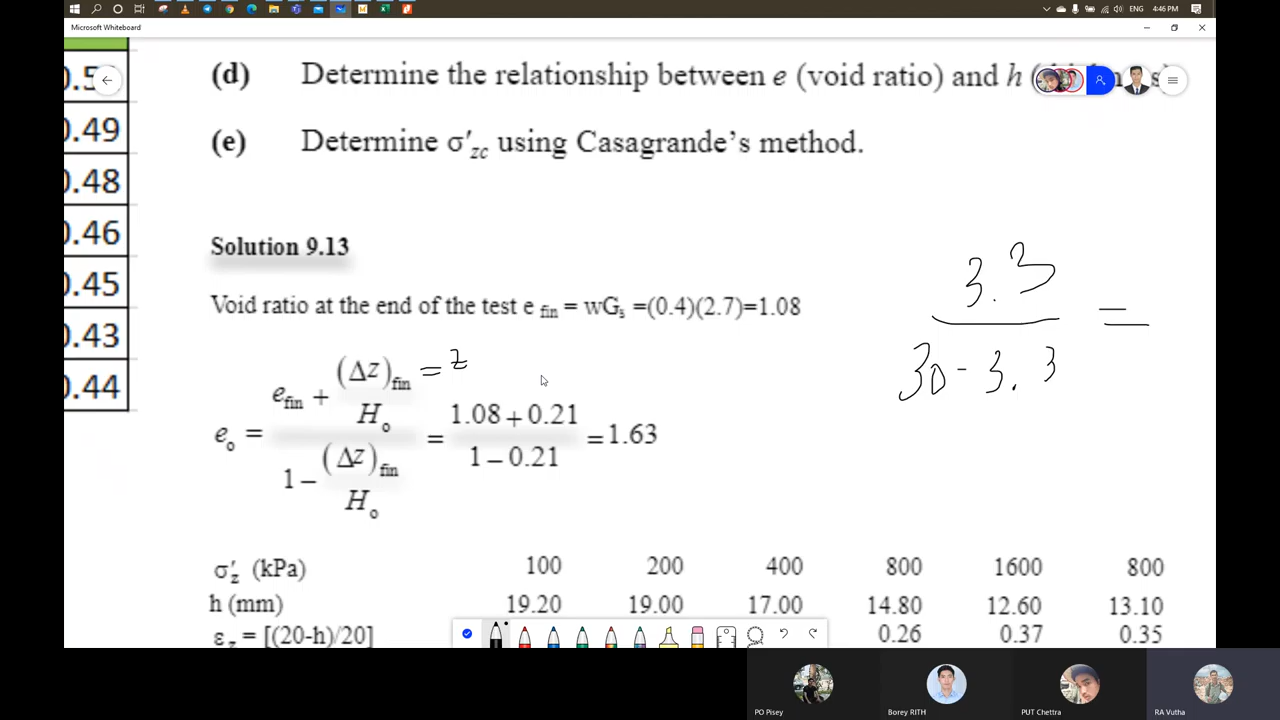 ENG 4:46 PM
Microsoft Whiteboard
0.49
0.48
0.46
0.45
0.43
0.44
(d) Determine the relationship between e (void ratio) and h
(e) Determine σ′zc using Casagrande’s method.
Solution 9.13
Void ratio at the end of the test e fin = wGs =(0.4)(2.7)=1.08
eo = (efin + (Δz)fin / Ho) / (1 – (Δz)fin / Ho) = (1.08 + 0.21) / (1 – 0.21) = 1.63
= z
3.3
=
30 - 3.3
σ′z (kPa) 100 200 400 800 1600 800
h (mm) 19.20 19.00 17.00 14.80 12.60 13.10
εz = [(20-h)/20] 0.26 0.37 0.35
PO Pisey
Borey RITH
PUT Chettra
RA Vutha